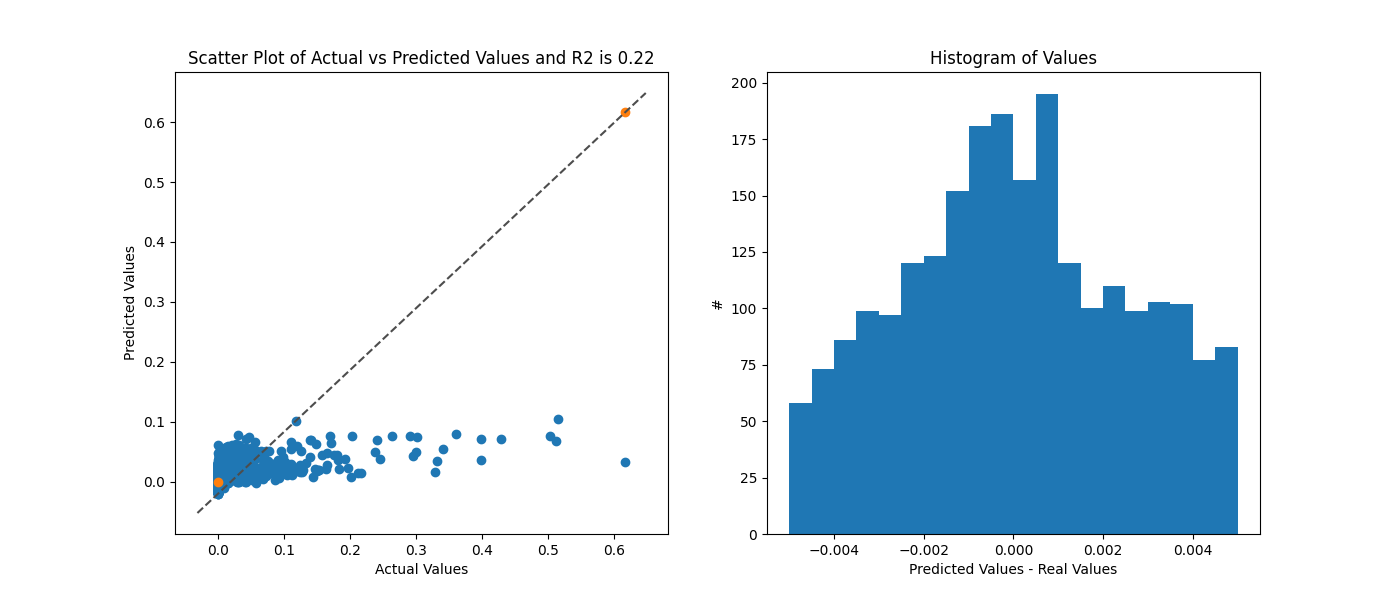 Scatter Plot of Actual vs Predicted Values and R2 is 0.22
Predicted Values
0.6
0.5
0.4
0.3
0.2
0.1
0.0
0.0 0.1 0.2 0.3 0.4 0.5 0.6
Actual Values
Histogram of Values
#
200
175
150
125
100
75
50
25
0
−0.004 −0.002 0.000 0.002 0.004
Predicted Values - Real Values